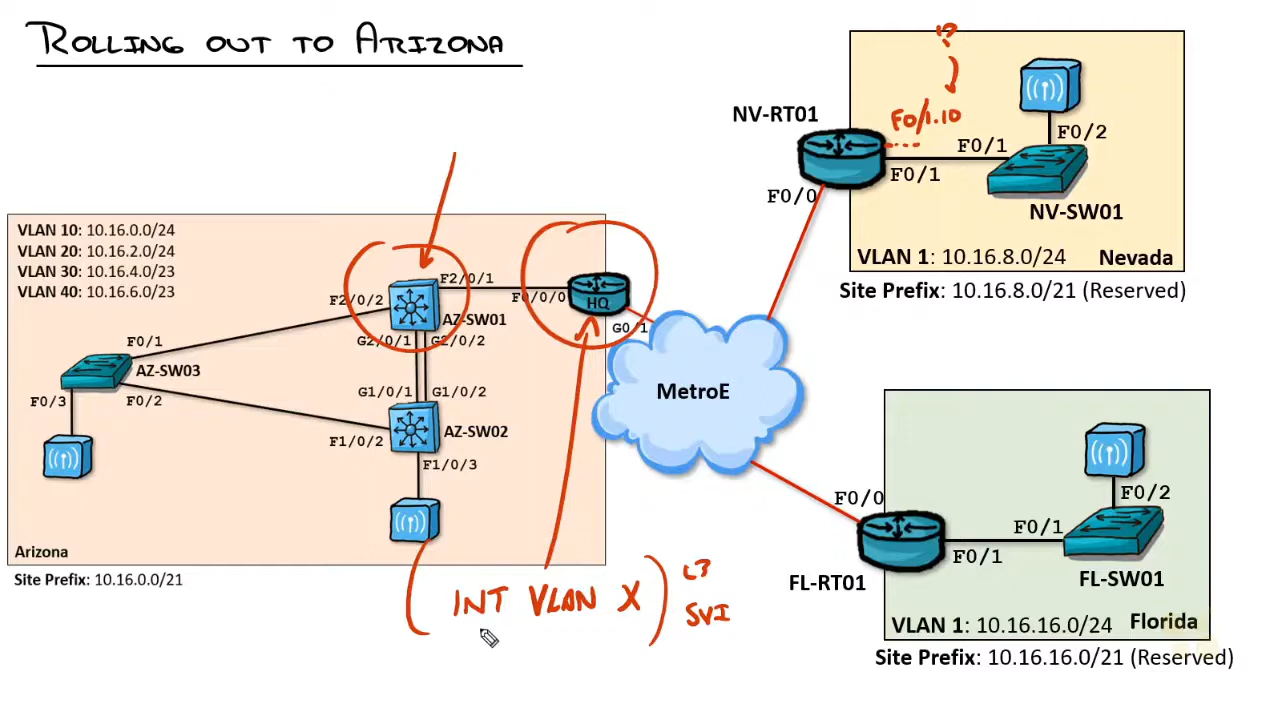 ROLLING OUT TO ARIZONA
VLAN 10: 10.16.0.0/24
VLAN 20: 10.16.2.0/24
VLAN 30: 10.16.4.0/23
VLAN 40: 10.16.6.0/23
F2/0/1
F2/0/2
AZ-SW01
G2/0/1
G2/0/2
F0/0/0
HQ
G0/1
F0/1
AZ-SW03
F0/2
F0/3
G1/0/1
G1/0/2
AZ-SW02
F1/0/2
F1/0/3
Arizona
Site Prefix: 10.16.0.0/21
MetroE
NV-RT01
F0/0
L3
F0/1.10
F0/1
F0/1
F0/2
NV-SW01
VLAN 1: 10.16.8.0/24
Nevada
Site Prefix: 10.16.8.0/21 (Reserved)
F0/0
FL-RT01
F0/1
F0/1
F0/2
FL-SW01
VLAN 1: 10.16.16.0/24
Florida
Site Prefix: 10.16.16.0/21 (Reserved)
INT VLAN X
L3
SVI